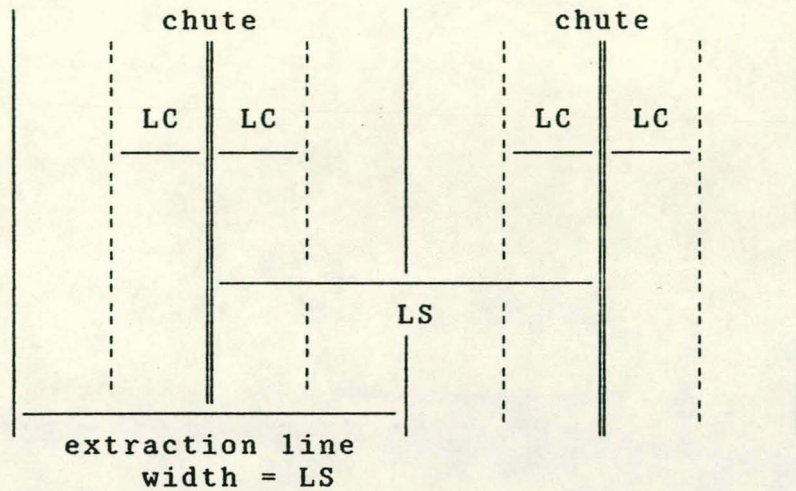 chute chute
LC LC LC LC
LS
extraction line
width = LS